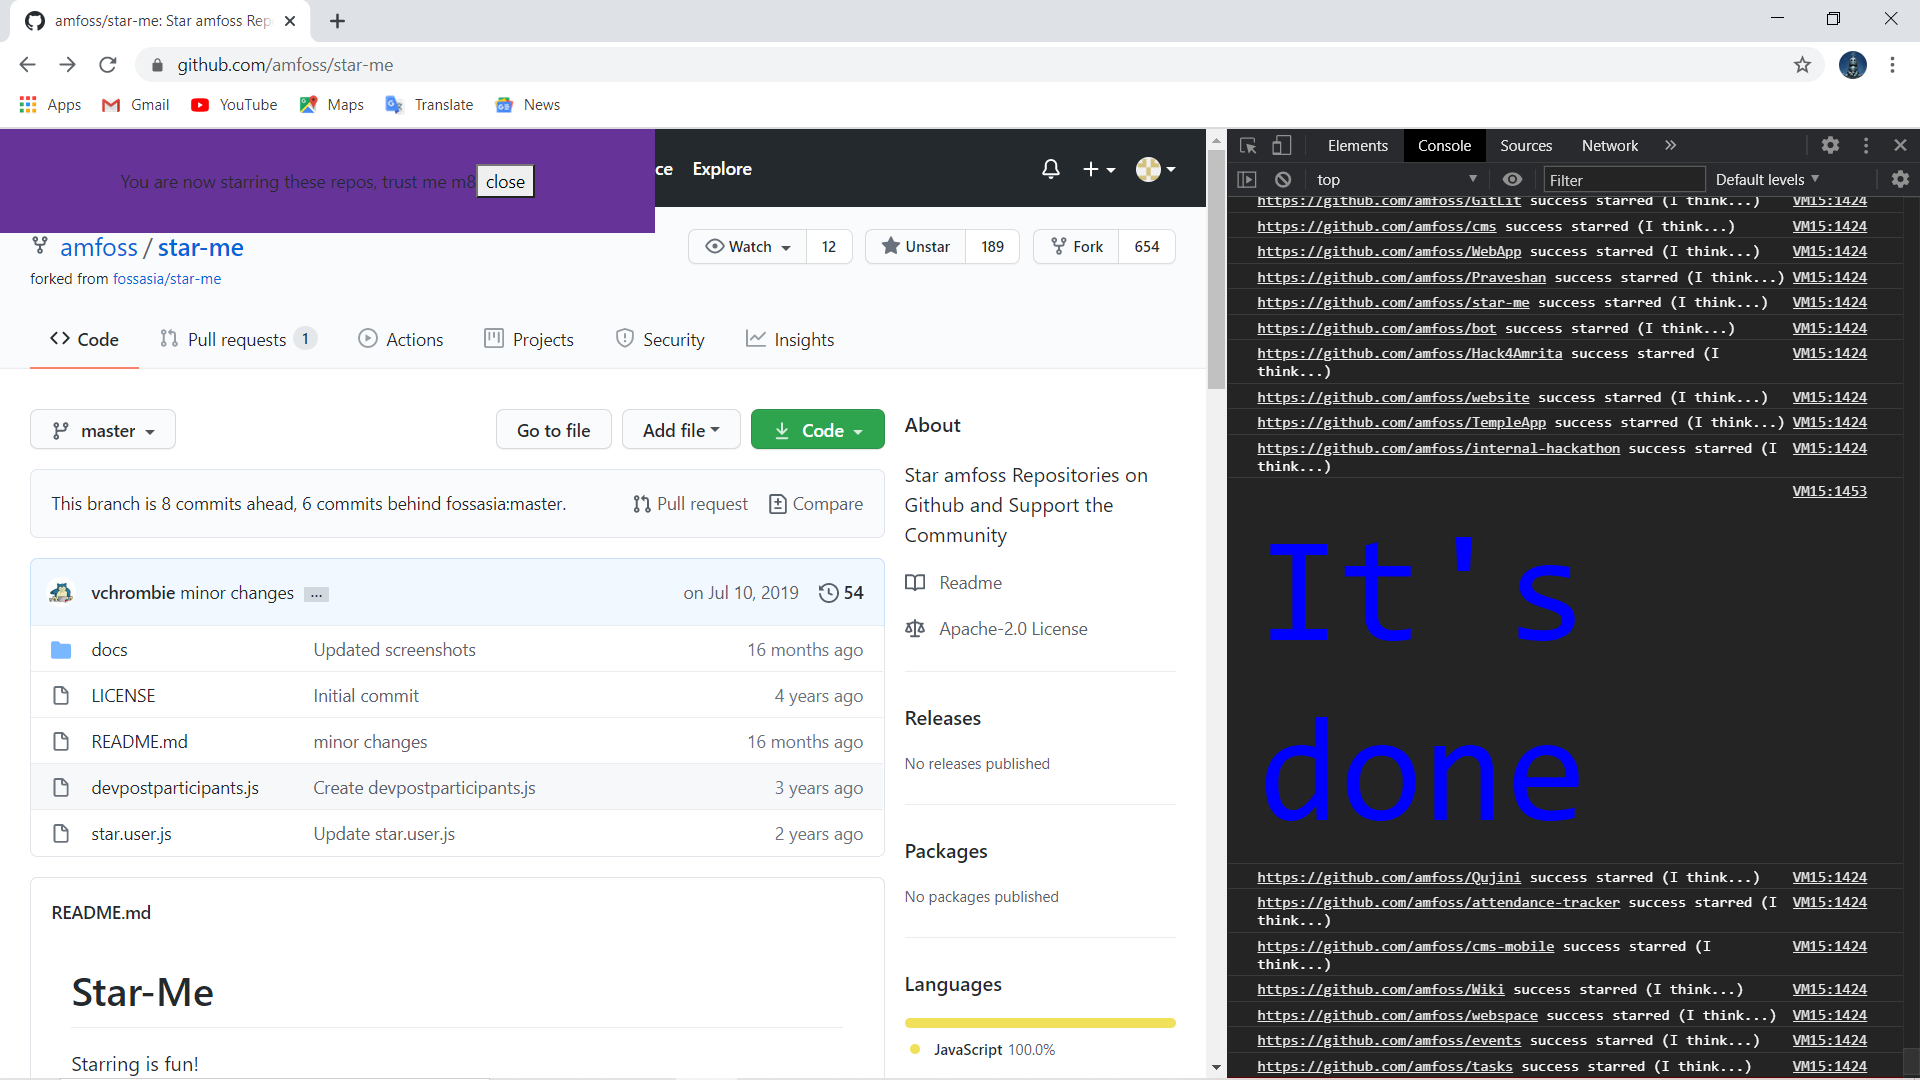 amfoss/star-me: Star amfoss Rep
github.com/amfoss/star-me
Apps
Gmail
YouTube
Maps
Translate
News
You are now starring these repos, trust me m8
close
ce
Explore
amfoss / star-me
forked from fossasia/star-me
Watch
12
Unstar
189
Fork
654
Code
Pull requests 1
Actions
Projects
Security
Insights
master
Go to file
Add file
Code
This branch is 8 commits ahead, 6 commits behind fossasia:master.
Pull request
Compare
vchrombie minor changes ...
on Jul 10, 2019
54
docs
Updated screenshots
16 months ago
LICENSE
Initial commit
4 years ago
README.md
minor changes
16 months ago
devpostparticipants.js
Create devpostparticipants.js
3 years ago
star.user.js
Update star.user.js
2 years ago
README.md
Star-Me
Starring is fun!
About
Star amfoss Repositories on
Github and Support the
Community
Readme
Apache-2.0 License
Releases
No releases published
Packages
No packages published
Languages
JavaScript 100.0%
Elements
Console
Sources
Network
top
Filter
Default levels
https://github.com/amfoss/GitLit success starred (I think...) VM15:1424
https://github.com/amfoss/cms success starred (I think...) VM15:1424
https://github.com/amfoss/WebApp success starred (I think...) VM15:1424
https://github.com/amfoss/Praveshan success starred (I think...) VM15:1424
https://github.com/amfoss/star-me success starred (I think...) VM15:1424
https://github.com/amfoss/bot success starred (I think...) VM15:1424
https://github.com/amfoss/Hack4Amrita success starred (I VM15:1424
think...)
https://github.com/amfoss/website success starred (I think...) VM15:1424
https://github.com/amfoss/TempleApp success starred (I think...) VM15:1424
https://github.com/amfoss/internal-hackathon success starred (I VM15:1424
think...)
VM15:1453
It's
done
https://github.com/amfoss/Qujini success starred (I think...) VM15:1424
https://github.com/amfoss/attendance-tracker success starred (I VM15:1424
think...)
https://github.com/amfoss/cms-mobile success starred (I VM15:1424
think...)
https://github.com/amfoss/Wiki success starred (I think...) VM15:1424
https://github.com/amfoss/webspace success starred (I think...) VM15:1424
https://github.com/amfoss/events success starred (I think...) VM15:1424
https://github.com/amfoss/tasks success starred (I think...) VM15:1424